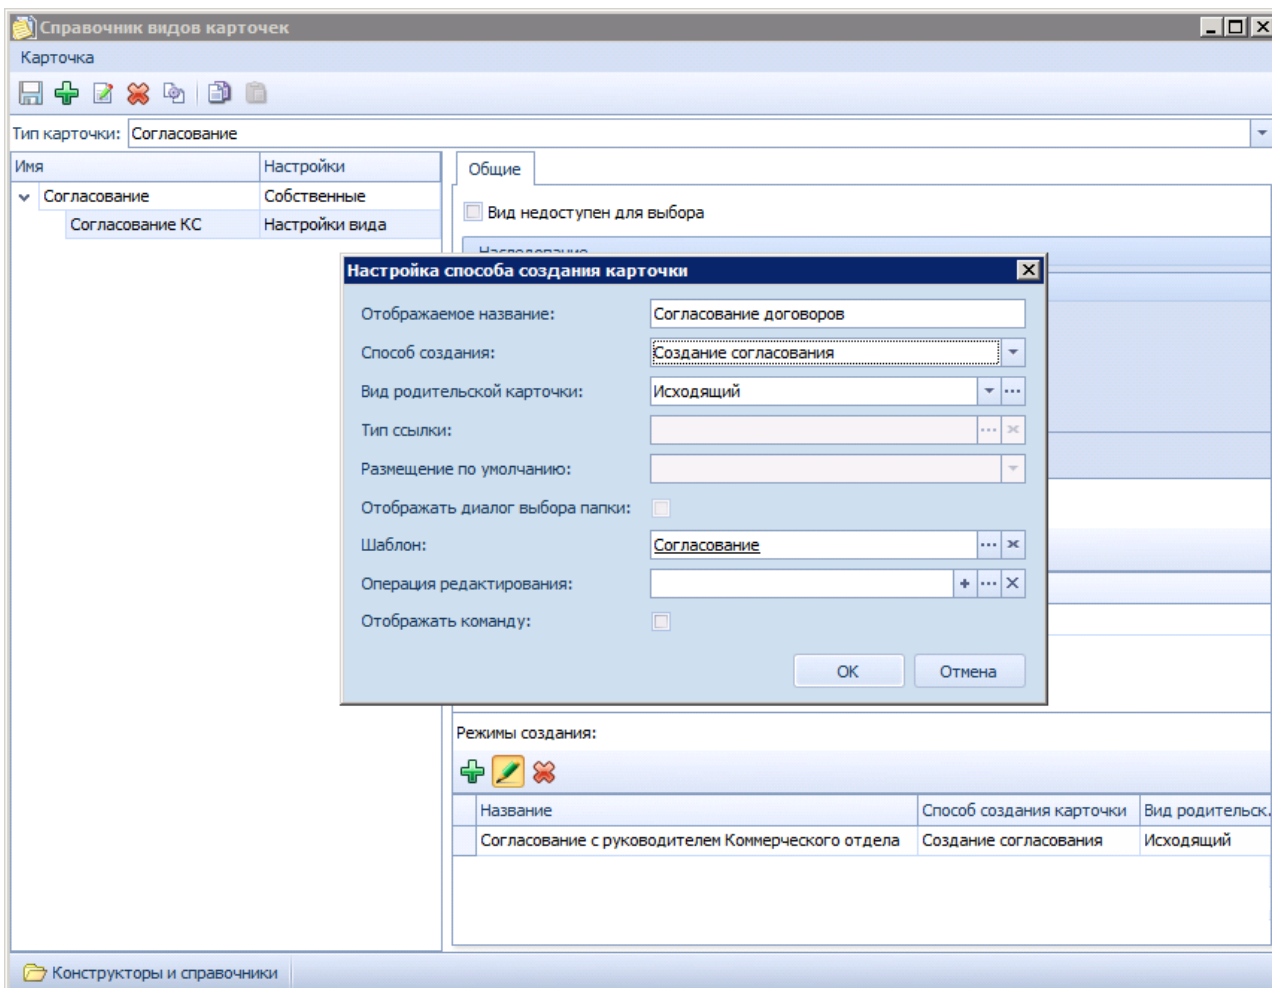 Справочник видов карточек
Карточка
Тип карточки: Согласование
Имя Настройки
Согласование Собственные
Согласование КС Настройки вида
Общие
Вид недоступен для выбора
Наследование
Настройка способа создания карточки
Отображаемое название: Согласование договоров
Способ создания: Создание согласования
Вид родительской карточки: Исходящий
Тип ссылки:
Размещение по умолчанию:
Отображать диалог выбора папки:
Шаблон: Согласование
Операция редактирования:
Отображать команду:
ОК Отмена
Режимы создания:
Название Способ создания карточки Вид родительск.
Согласование с руководителем Коммерческого отдела Создание согласования Исходящий
Конструкторы и справочники